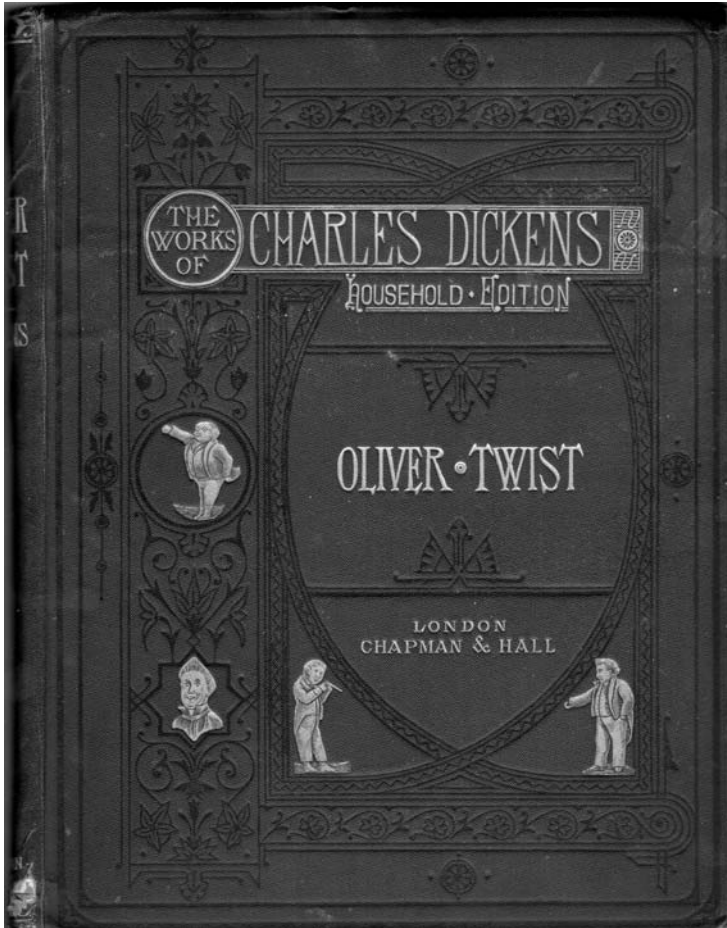 THE
WORKS
OF
CHARLES DICKENS
HOUSEHOLD · EDITION
OLIVER · TWIST
LONDON
CHAPMAN & HALL